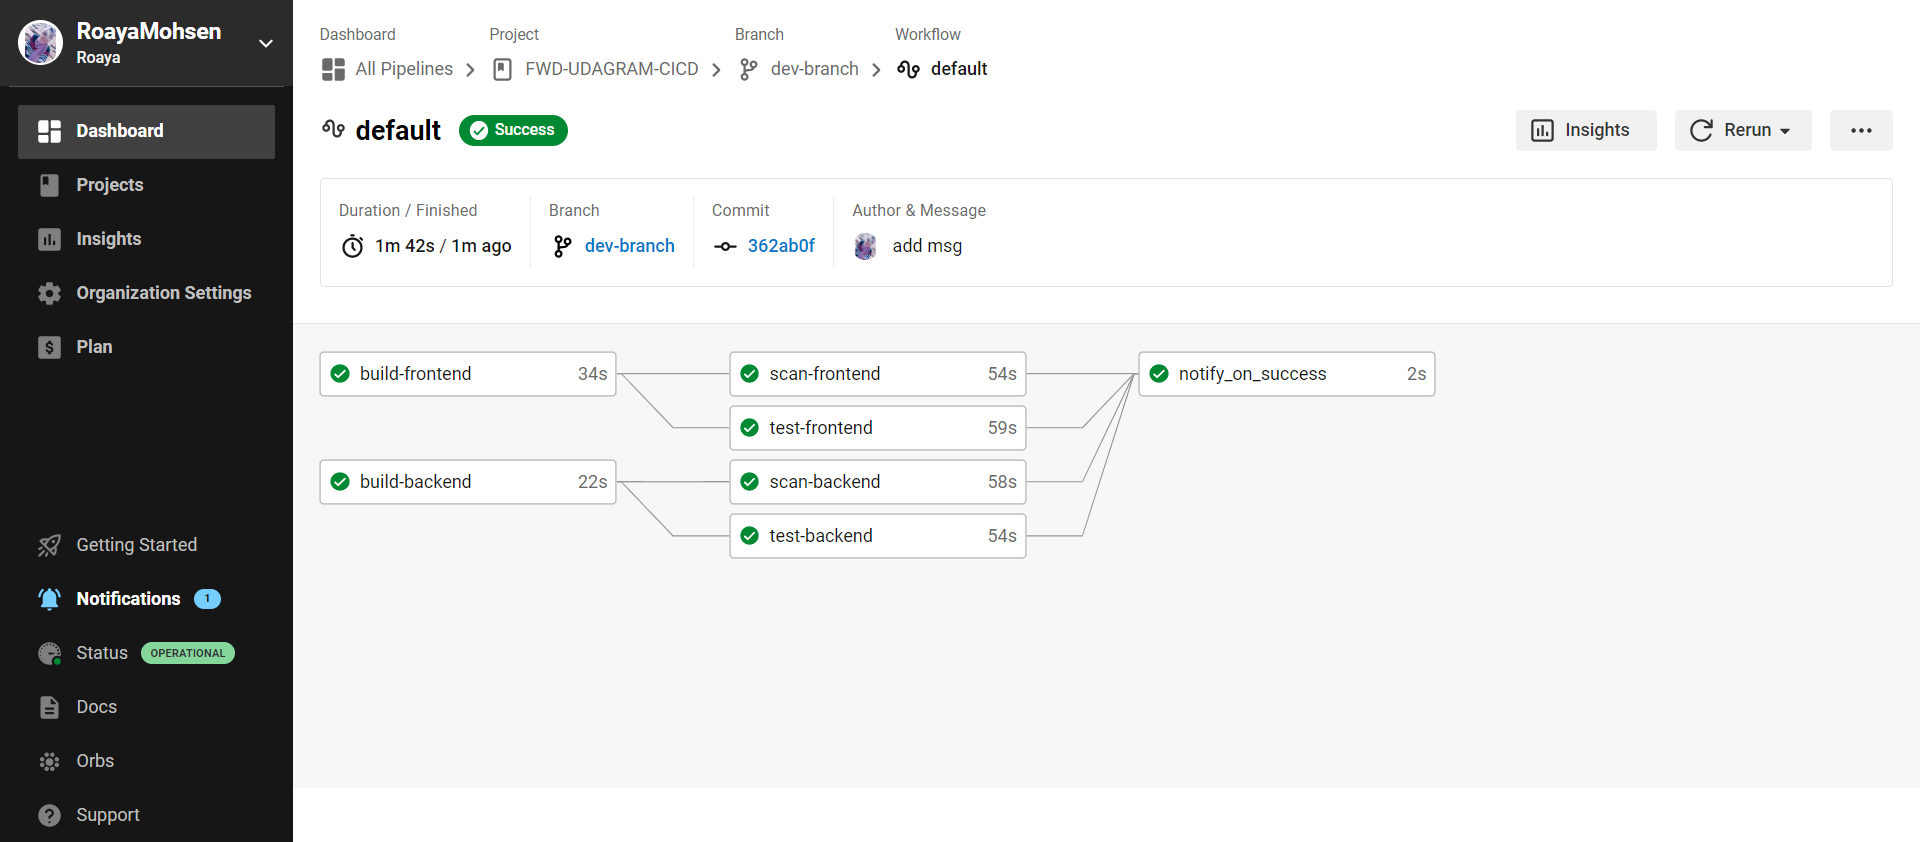 RoayaMohsen
Roaya
Dashboard
Projects
Insights
Organization Settings
Plan
Getting Started
Notifications 1
Status OPERATIONAL
Docs
Orbs
Support
Dashboard Project Branch Workflow
All Pipelines FWD-UDAGRAM-CICD dev-branch default
default Success Insights Rerun
Duration / Finished Branch Commit Author & Message
1m 42s / 1m ago dev-branch 362ab0f add msg
build-frontend 34s scan-frontend 54s notify_on_success 2s
test-frontend 59s
build-backend 22s scan-backend 58s
test-backend 54s